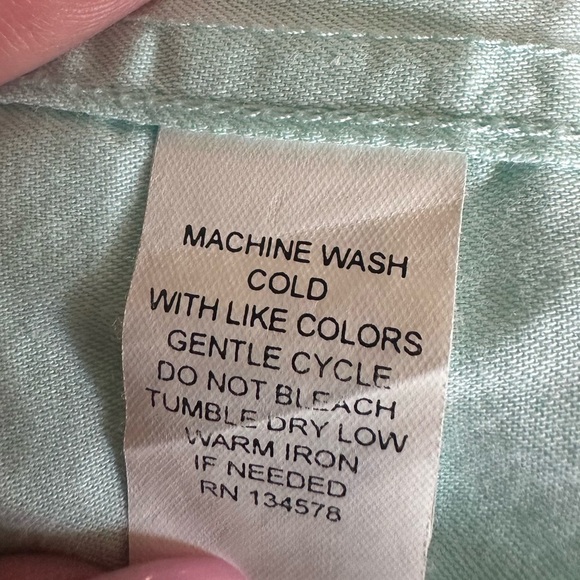 MACHINE WASH
COLD
WITH LIKE COLORS
GENTLE CYCLE
DO NOT BLEACH
TUMBLE DRY LOW
WARM IRON
IF NEEDED
RN 134578